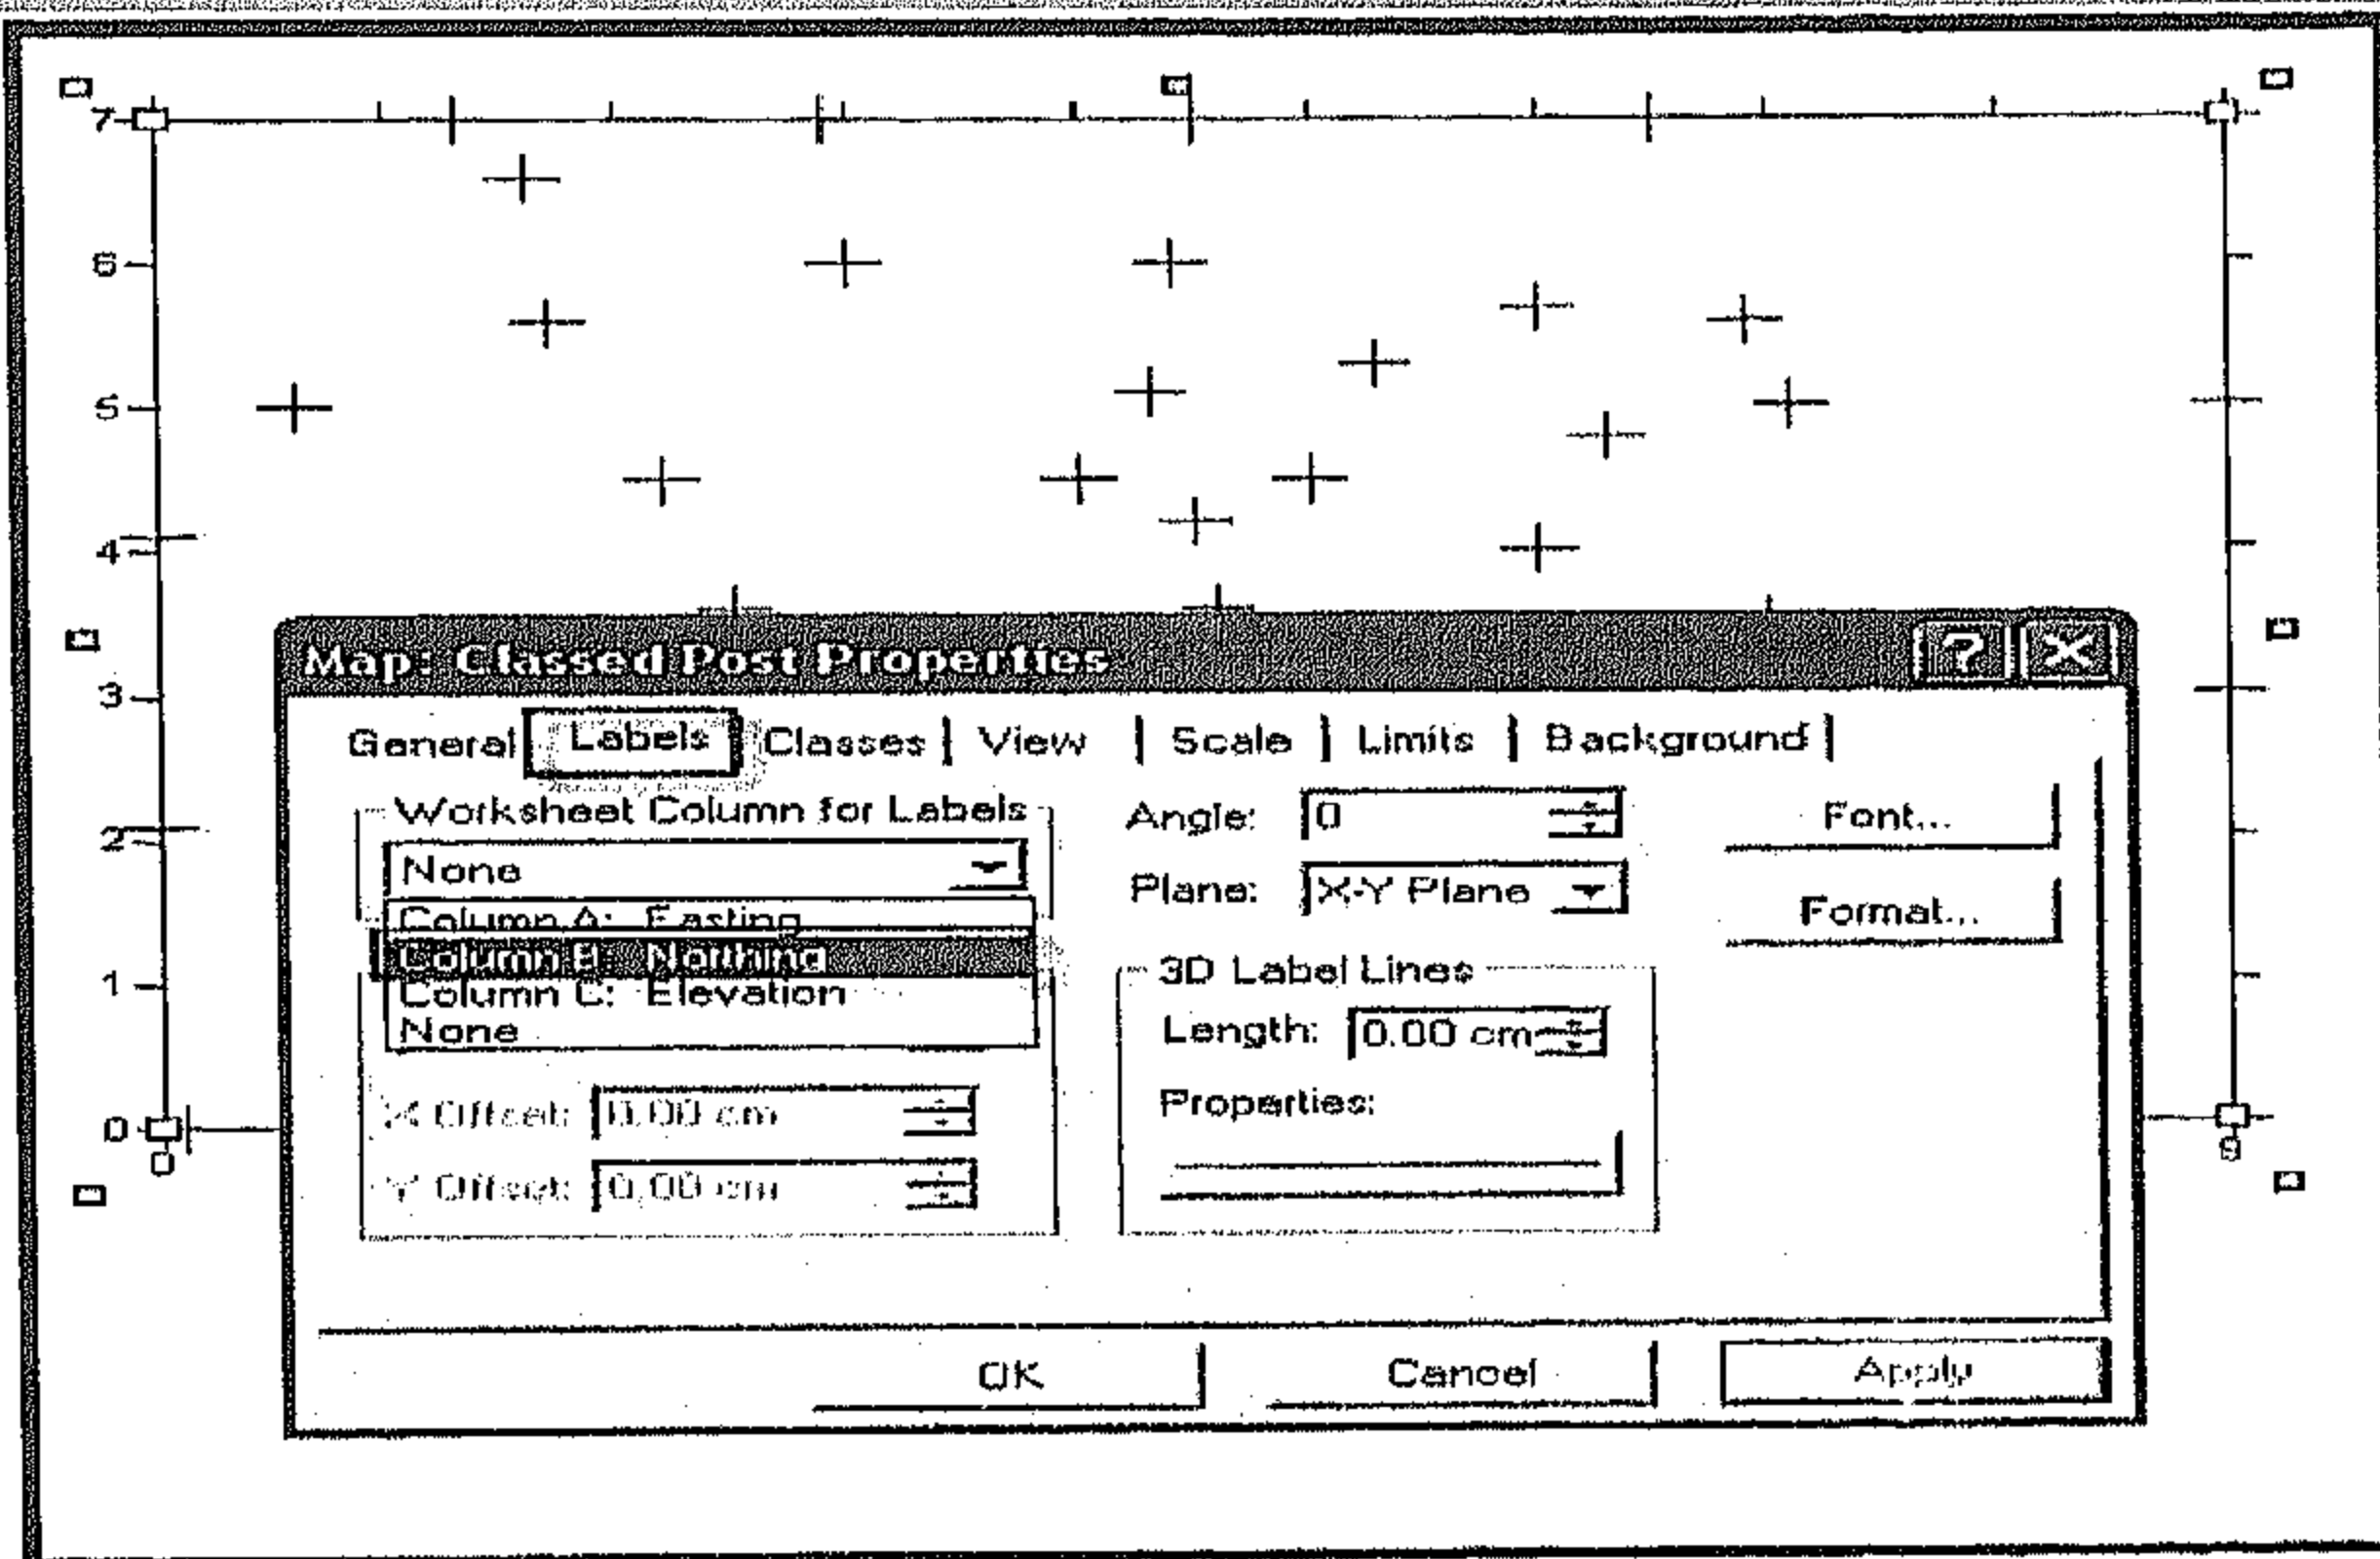 7
6
5
4
3
2
1
0
0
9
Map: Classed Post Properties
General Labels Classes View Scale Limits Background
Worksheet Column for Labels
None
Column A: Easting
Column B: Northing
Column C: Elevation
None
X Offset: 0.00 cm
Y Offset: 0.00 cm
Angle: 0
Plane: X-Y Plane
3D Label Lines
Length: 0.00 cm
Properties:
Font...
Format...
OK Cancel Apply